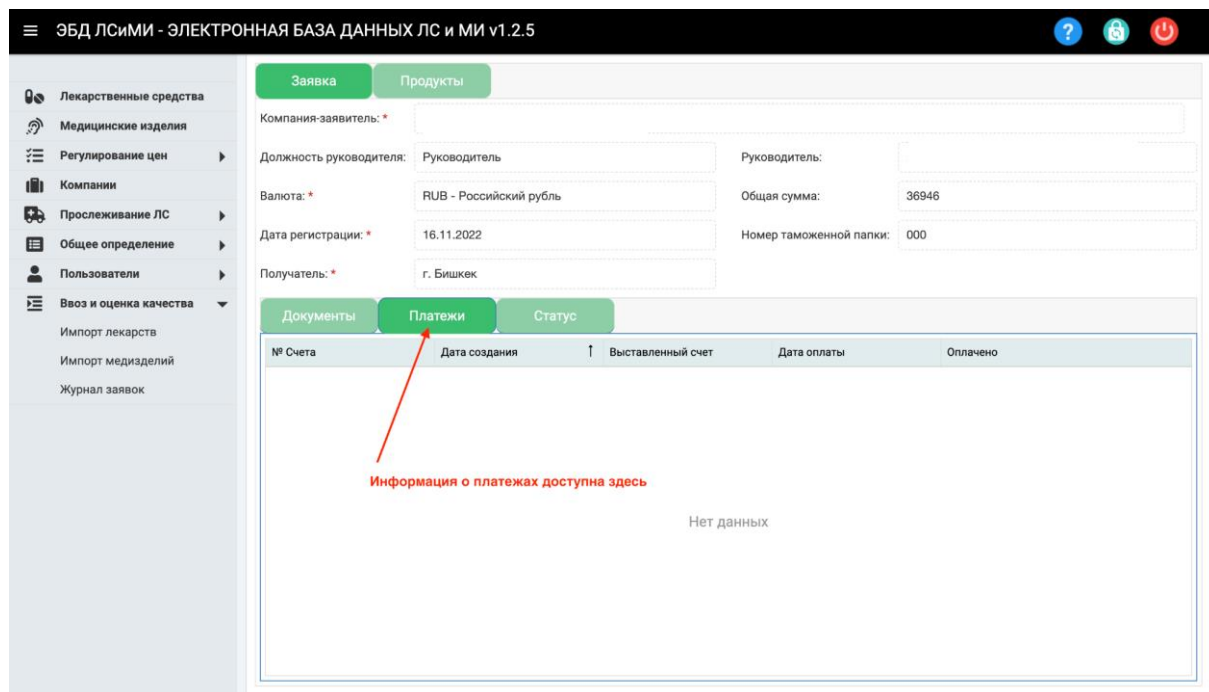 ЭБД ЛСиМИ - ЭЛЕКТРОННАЯ БАЗА ДАННЫХ ЛС и МИ v1.2.5
?
Лекарственные средства
Медицинские изделия
Регулирование цен
Компании
Прослеживание ЛС
Общее определение
Пользователи
Ввоз и оценка качества
Импорт лекарств
Импорт медизделий
Журнал заявок
Заявка Продукты
Компания-заявитель: *
Должность руководителя: Руководитель Руководитель:
Валюта: * RUB - Российский рубль Общая сумма: 36946
Дата регистрации: * 16.11.2022 Номер таможенной папки: 000
Получатель: * г. Бишкек
Документы Платежи Статус
№ Счета Дата создания ↑ Выставленный счет Дата оплаты Оплачено
Информация о платежах доступна здесь
Нет данных